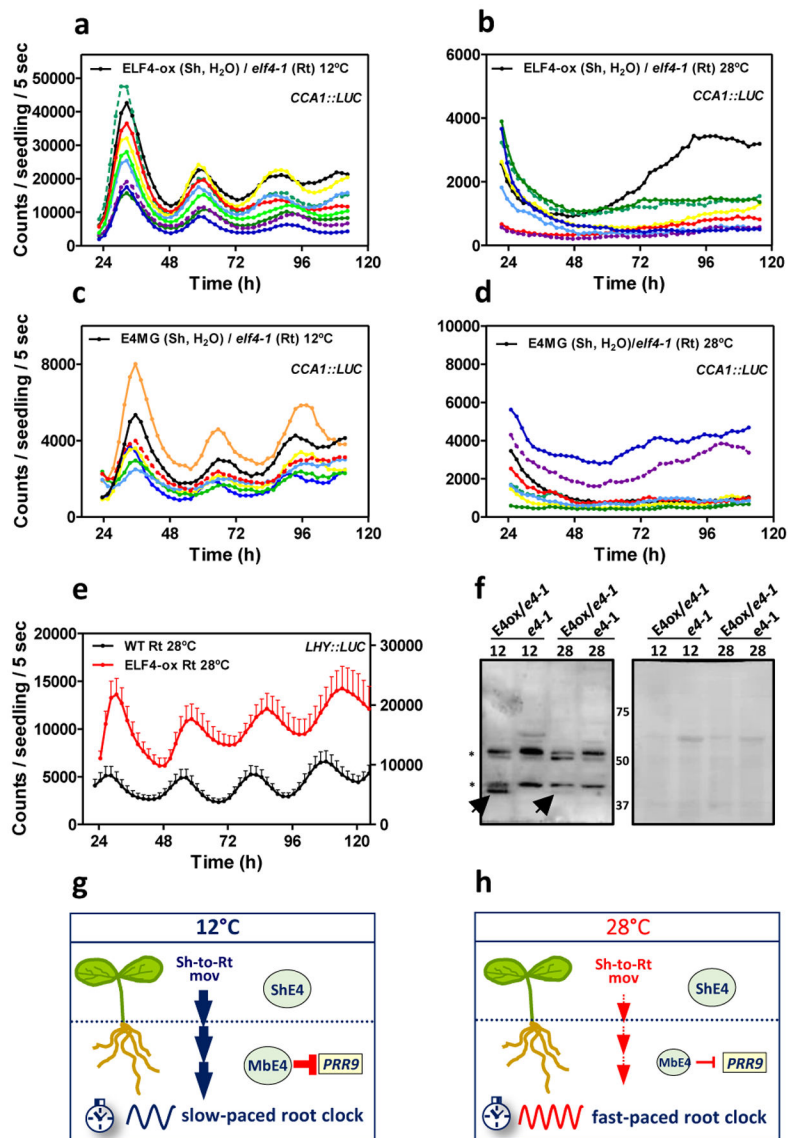 a
ELF4-ox (Sh, H₂O) / elf4-1 (Rt) 12ºC
CCA1::LUC
Counts / seedling / 5 sec
50000
40000
30000
20000
10000
0
24 48 72 96 120
Time (h)
b
ELF4-ox (Sh, H₂O) / elf4-1 (Rt) 28ºC
CCA1::LUC
6000
4000
2000
0
24 48 72 96 120
Time (h)
c
E4MG (Sh, H₂O) / elf4-1 (Rt) 12ºC
CCA1::LUC
Counts / seedling / 5 sec
8000
4000
0
24 48 72 96 120
Time (h)
d
E4MG (Sh, H₂O)/elf4-1 (Rt) 28ºC
CCA1::LUC
10000
8000
6000
4000
2000
0
24 48 72 96 120
Time (h)
e
WT Rt 28ºC
ELF4-ox Rt 28ºC
LHY::LUC
Counts / seedling / 5 sec
20000
15000
10000
5000
0
30000
20000
10000
0
24 48 72 96 120
Time (h)
f
E4ox/e4-1 e4-1 E4ox/e4-1 e4-1
12 12 28 28
*
*
75
50
37
E4ox/e4-1 e4-1 E4ox/e4-1 e4-1
12 12 28 28
g
12°C
Sh-to-Rt
mov
ShE4
MbE4 PRR9
slow-paced root clock
h
28°C
Sh-to-Rt
mov
ShE4
MbE4 PRR9
fast-paced root clock